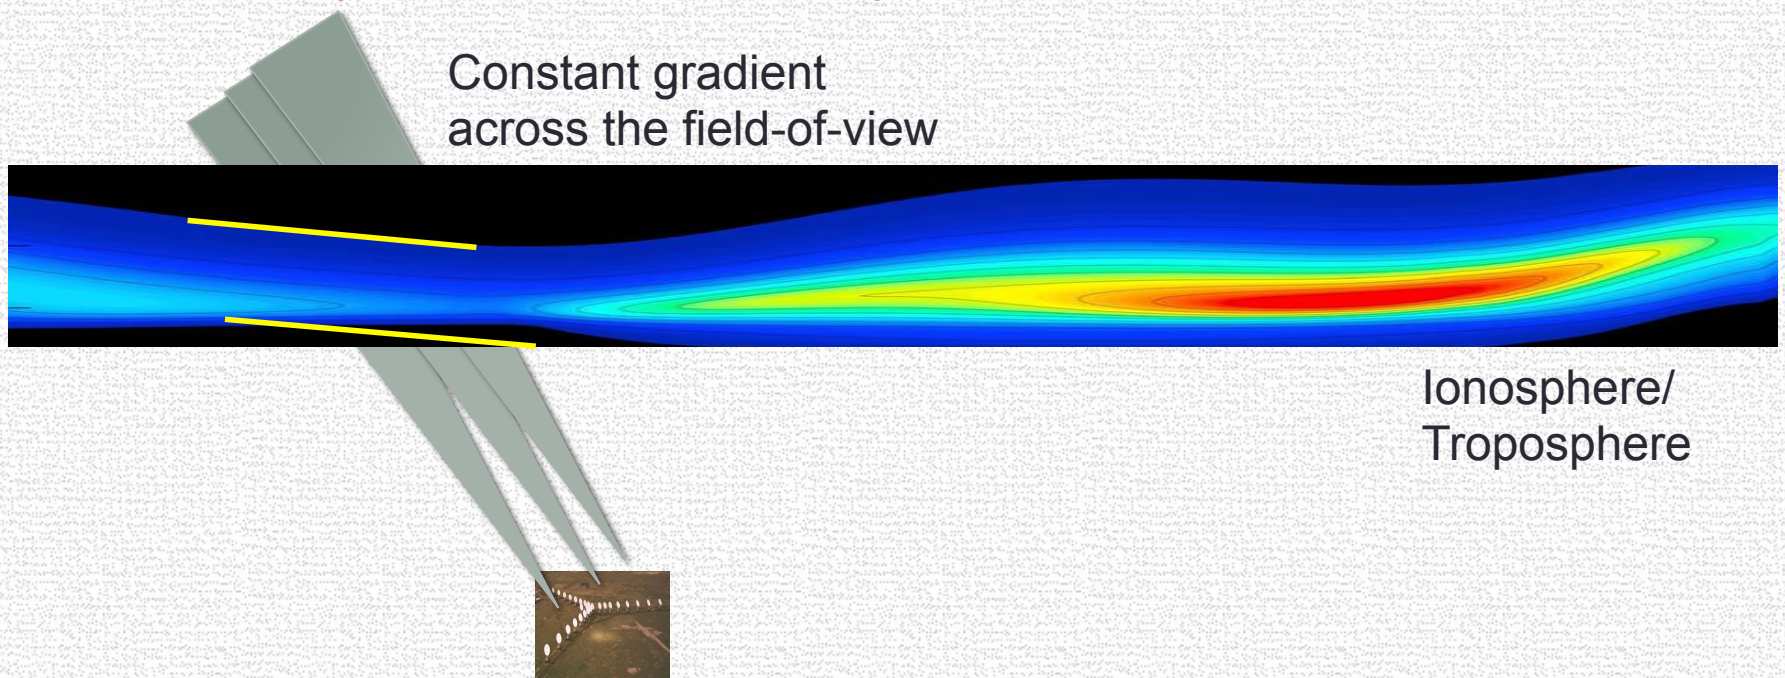 Constant gradient
across the field-of-view
Ionosphere/
Troposphere